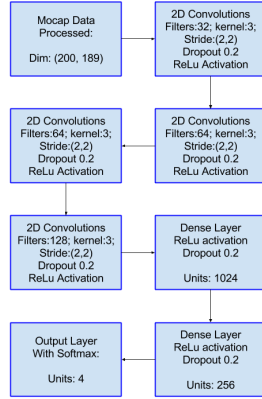 Mocap Data
Processed:
Dim: (200, 189)
2D Convolutions
Filters:32; kernel:3;
Stride:(2,2)
Dropout 0.2
ReLu Activation
2D Convolutions
Filters:64; kernel:3;
Stride:(2,2)
Dropout 0.2
ReLu Activation
2D Convolutions
Filters:64; kernel:3;
Stride:(2,2)
Dropout 0.2
ReLu Activation
2D Convolutions
Filters:128; kernel:3;
Stride:(2,2)
Dropout 0.2
ReLu Activation
Dense Layer
ReLu activation
Dropout 0.2
Units: 1024
Output Layer
With Softmax:
Units: 4
Dense Layer
ReLu activation
Dropout 0.2
Units: 256